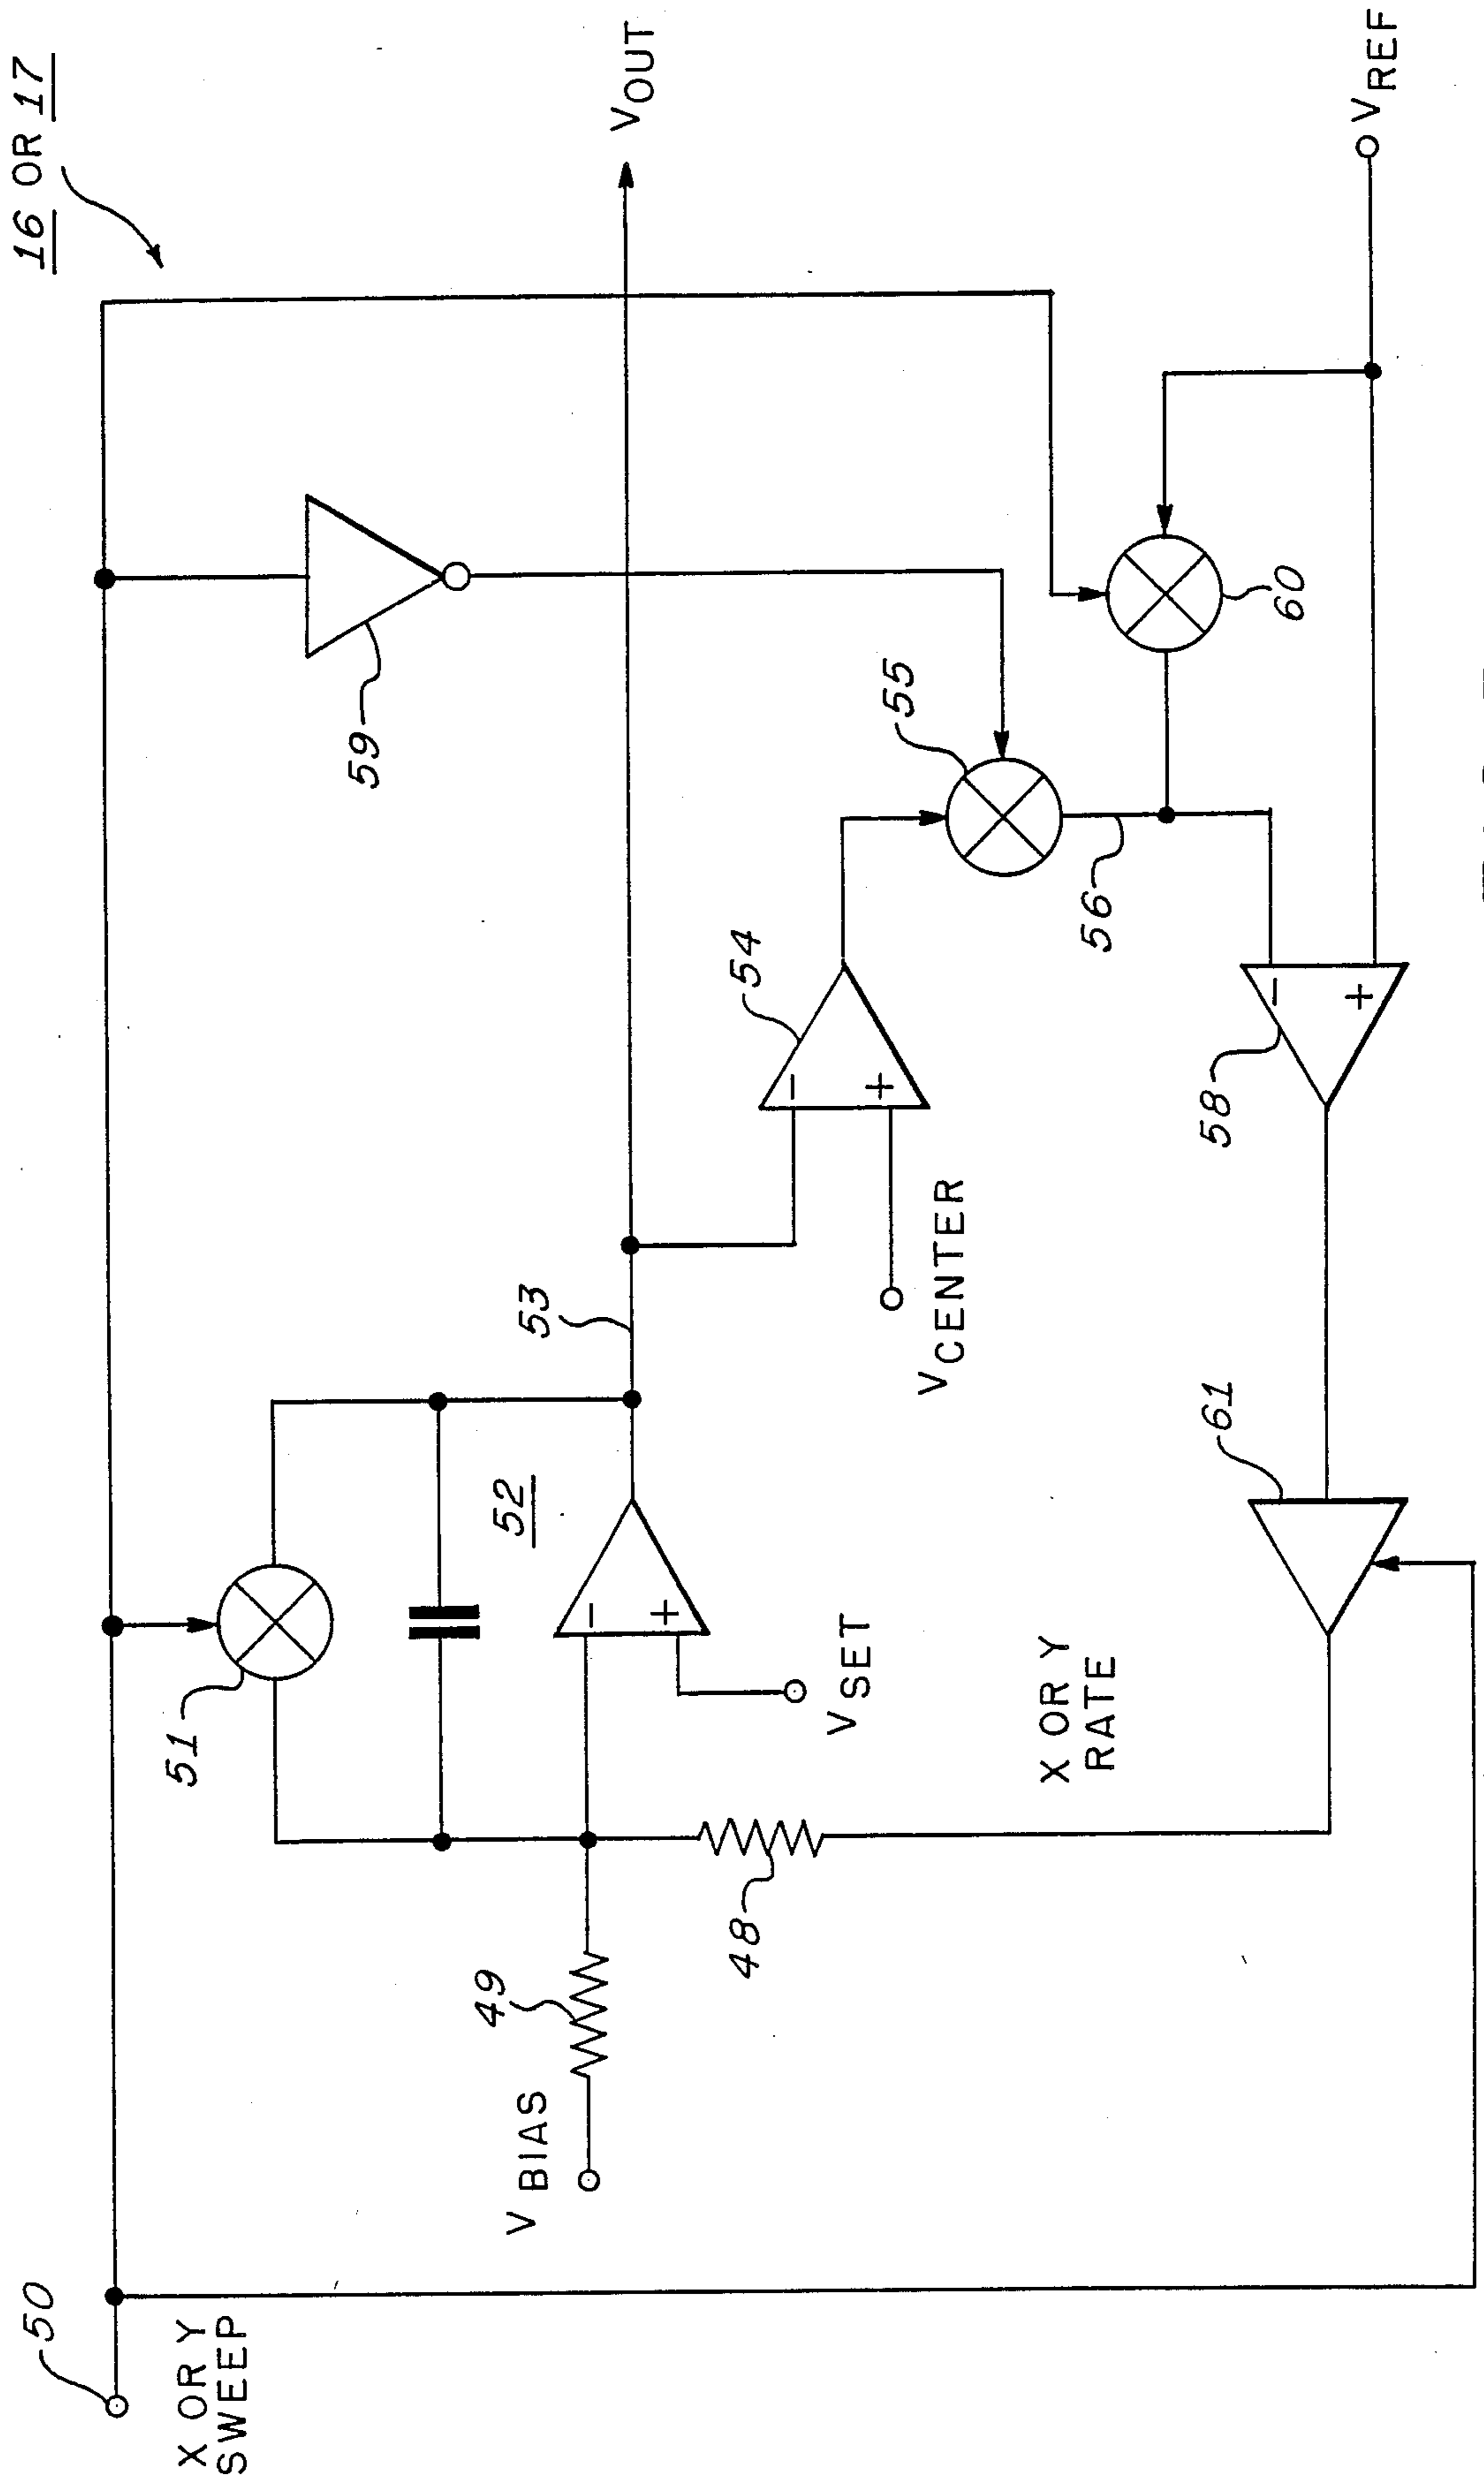 16 OR 17
50
X OR Y
SWEEP
51
59
VOUT
52
53
49
VBIAS
VSET
-
+
54
-
+
VCENTER
55
56
60
48
X OR Y
RATE
61
58
-
+
VREF